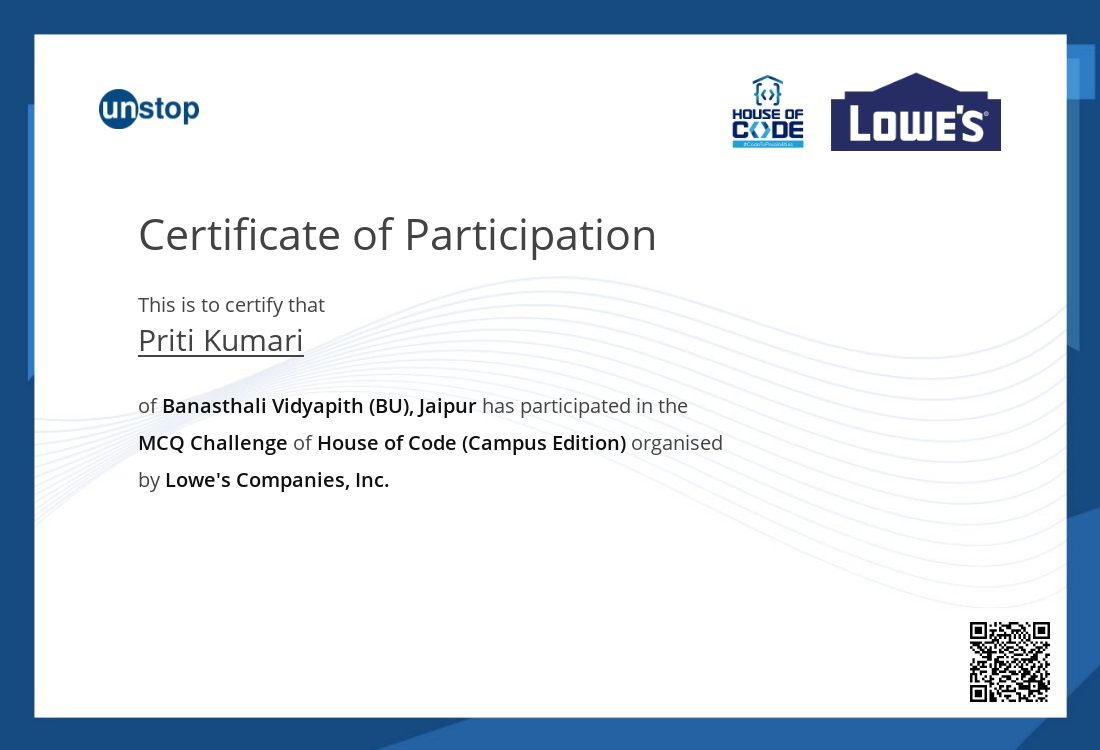 unstop
HOUSE OF
CODE
#CodeToPossibilities
LOWE'S®
Certificate of Participation
This is to certify that
Priti Kumari
of Banasthali Vidyapith (BU), Jaipur has participated in the
MCQ Challenge of House of Code (Campus Edition) organised
by Lowe's Companies, Inc.